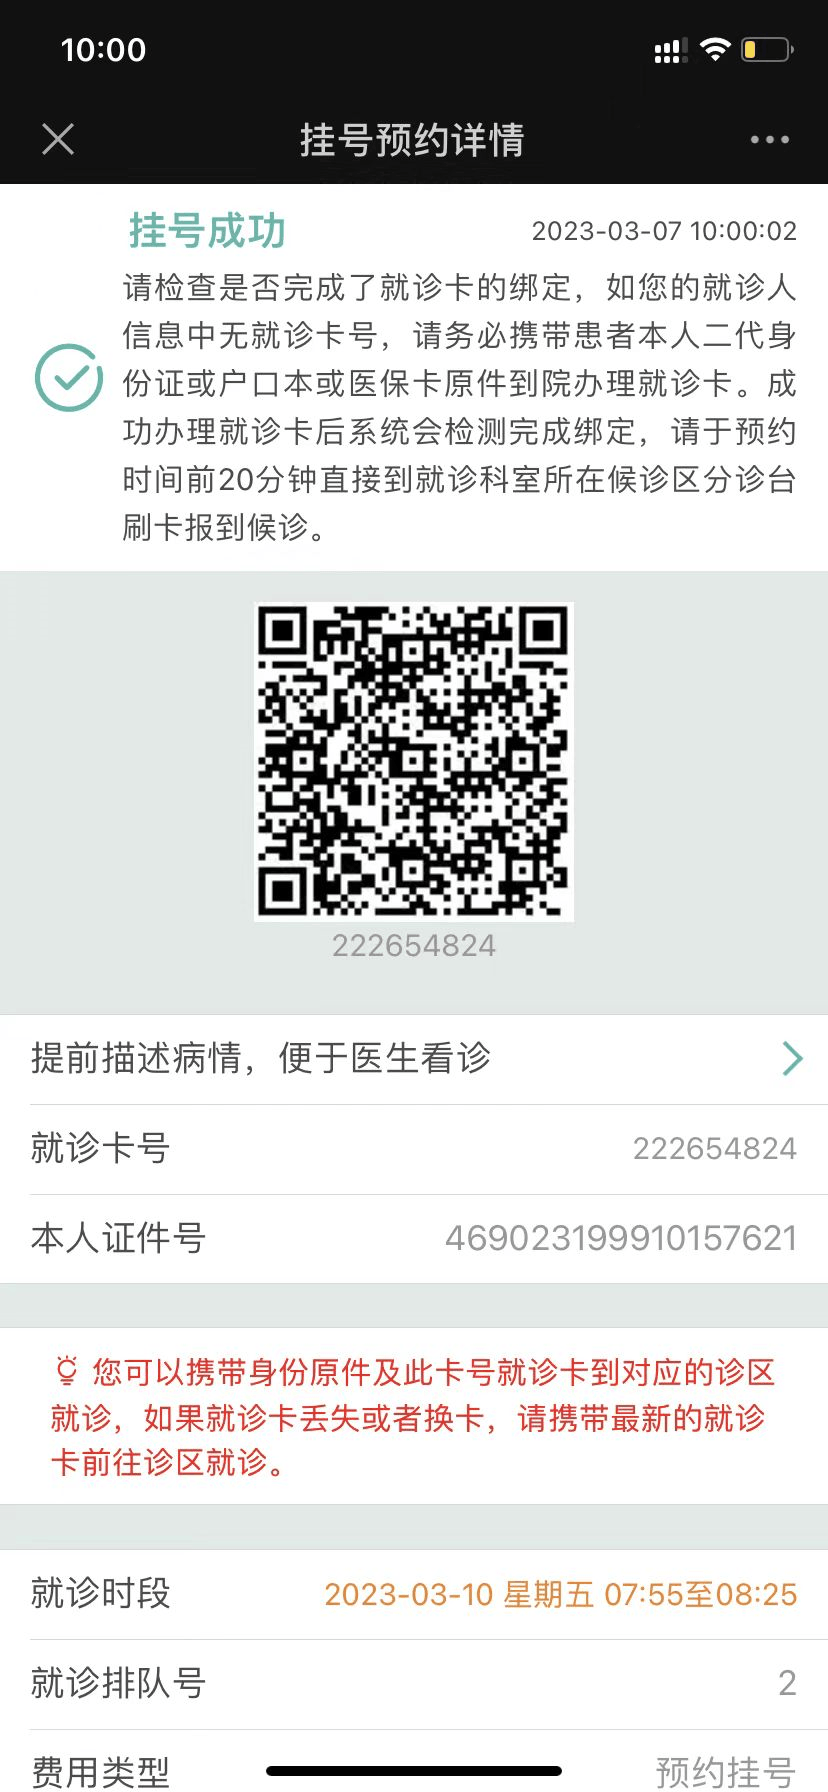 10:00
挂号预约详情
挂号成功 2023-03-07 10:00:02
请检查是否完成了就诊卡的绑定，如您的就诊人
信息中无就诊卡号，请务必携带患者本人二代身
份证或户口本或医保卡原件到院办理就诊卡。成
功办理就诊卡后系统会检测完成绑定，请于预约
时间前20分钟直接到就诊科室所在候诊区分诊台
刷卡报到候诊。
222654824
提前描述病情，便于医生看诊
就诊卡号 222654824
本人证件号 469023199910157621
您可以携带身份原件及此卡号就诊卡到对应的诊区
就诊，如果就诊卡丢失或者换卡，请携带最新的就诊
卡前往诊区就诊。
就诊时段 2023-03-10 星期五 07:55至08:25
就诊排队号 2
费用类型 预约挂号